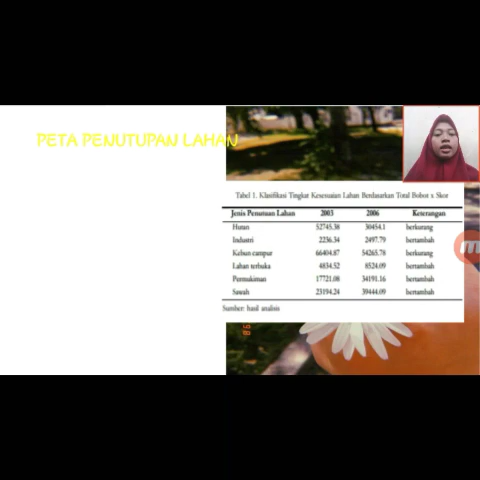 PETA PENUTUPAN LAHAN
Tabel 1. Klasifikasi Tingkat Kesesuaian Lahan Berdasarkan Total Bobot x Skor
Jenis Penutuan Lahan 2003 2006 Keterangan
Hutan 52745.38 30454.1 berkurang
Industri 2236.34 2497.79 bertambah
Kebun campur 66404.87 54265.78 berkurang
Lahan terbuka 4834.52 8524.09 bertambah
Permukiman 17721.08 34191.16 bertambah
Sawah 23194.24 39444.09 bertambah
Sumber: hasil analisis